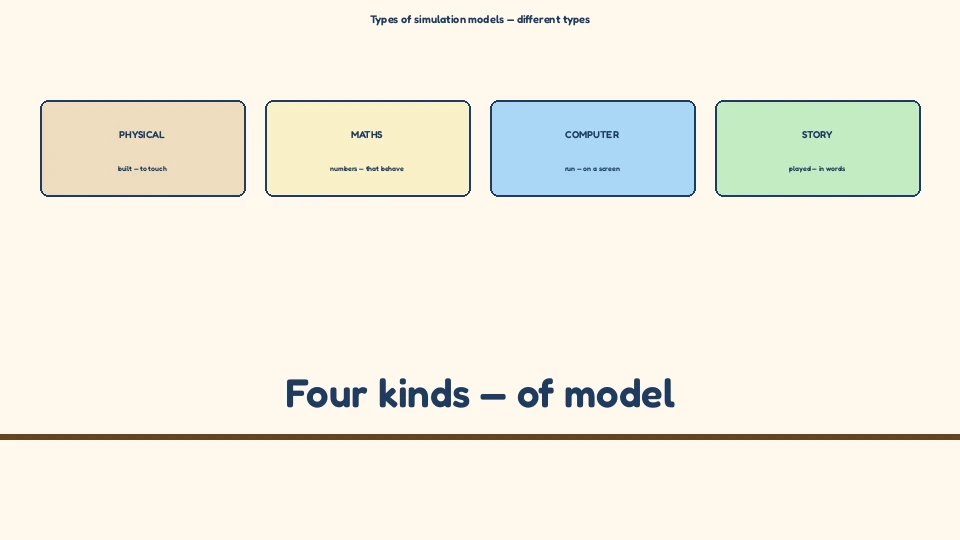 Types of simulation models — different types
PHYSICAL
built — to touch
MATHS
numbers — that behave
COMPUTER
run — on a screen
STORY
played — in words
Four kinds — of model